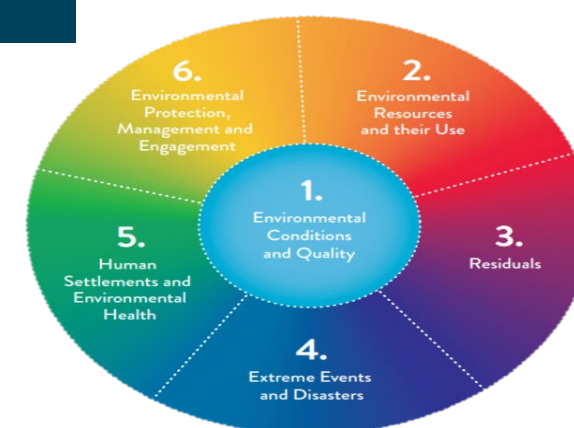 1.
Environmental
Conditions
and Quality
2.
Environmental
Resources
and their Use
3.
Residuals
4.
Extreme Events
and Disasters
5.
Human
Settlements and
Environmental
Health
6.
Environmental
Protection,
Management and
Engagement